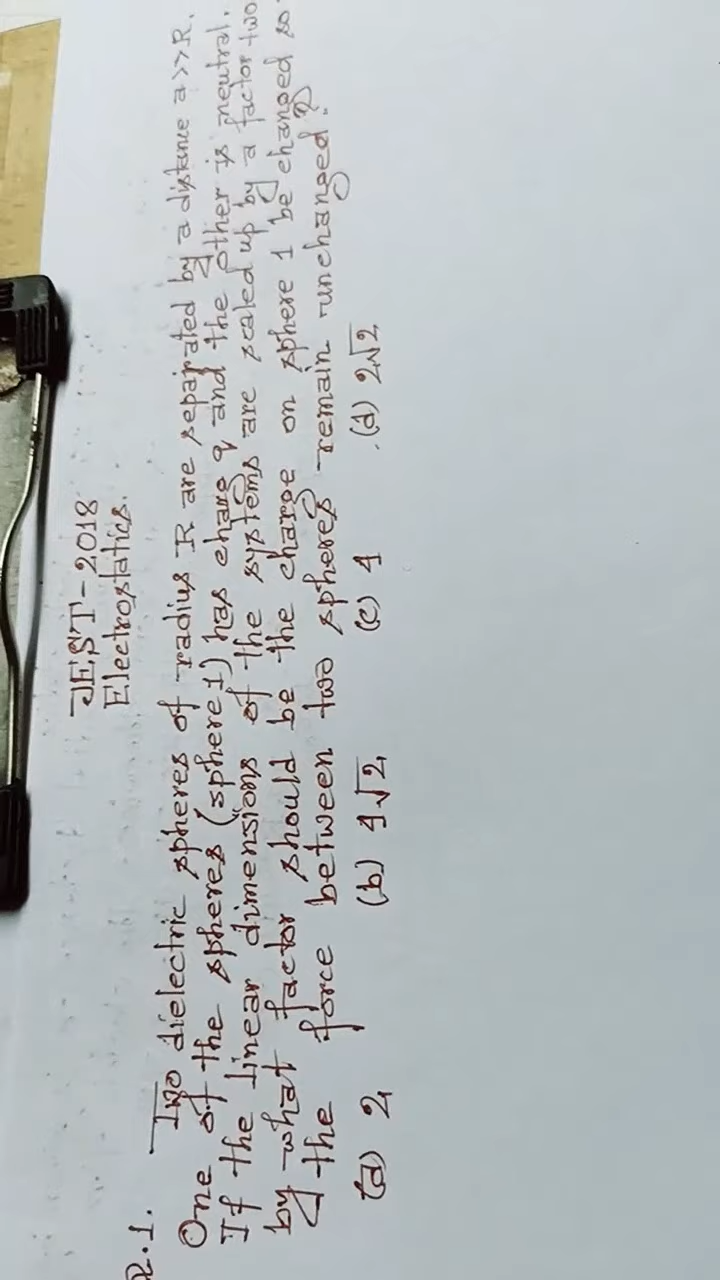 JEST-2018
Electrostatics.
Q.1. Two dielectric spheres of radius R are separated by a distance a>>R.
One of the spheres (sphere 1) has charg q and the other is neutral.
If the linear dimensions of the systems are scaled up by a factor two
by what factor should be the charge on sphere 1 be changed so
the force between two spheres remain unchanged?
(a) 2 (b) 4√2 (c) 4 (d) 2√2